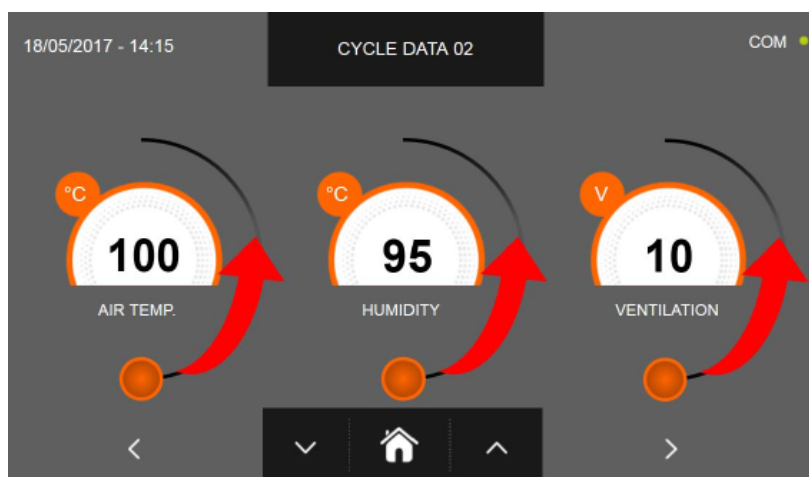 18/05/2017 - 14:15
CYCLE DATA 02
COM
°C
100
AIR TEMP.
°C
95
HUMIDITY
V
10
VENTILATION